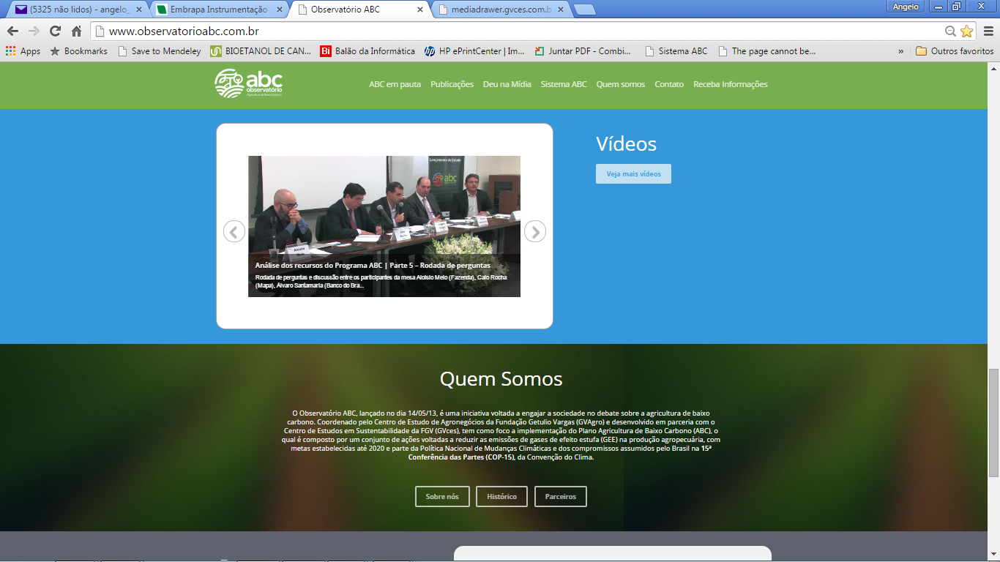 (5325 não lidos) - angelo_
Embrapa Instrumentação
Observatório ABC
mediadrawer.gvces.com.b
Angelo
www.observatorioabc.com.br
Apps
Bookmarks
Save to Mendeley
BIOETANOL DE CAN...
Balão da Informática
HP ePrintCenter | Im...
Juntar PDF - Combi...
Sistema ABC
The page cannot be...
»
Outros favoritos
abc
observatório
Agricultura de Baixo Carbono
ABC em pauta
Publicações
Deu na Mídia
Sistema ABC
Quem somos
Contato
Receba Informações
Lançamento do Estudo
abc
Aloisio
Melo
Análise dos recursos do Programa ABC | Parte 5 – Rodada de perguntas
Rodada de perguntas e discussão entre os participantes da mesa Aloisio Melo (Fazenda), Caio Rocha
(Mapa), Álvaro Santamaria (Banco do Bra...
Vídeos
Veja mais vídeos
Quem Somos
O Observatório ABC, lançado no dia 14/05/13, é uma iniciativa voltada a engajar a sociedade no debate sobre a agricultura de baixo
carbono. Coordenado pelo Centro de Estudo de Agronegócios da Fundação Getulio Vargas (GVAgro) e desenvolvido em parceria com o
Centro de Estudos em Sustentabilidade da FGV (GVces), tem como foco a implementação do Plano Agricultura de Baixo Carbono (ABC), o
qual é composto por um conjunto de ações voltadas a reduzir as emissões de gases de efeito estufa (GEE) na produção agropecuária, com
metas estabelecidas até 2020 e parte da Política Nacional de Mudanças Climáticas e dos compromissos assumidos pelo Brasil na 15ª
Conferência das Partes (COP-15), da Convenção do Clima.
Sobre nós
Histórico
Parceiros